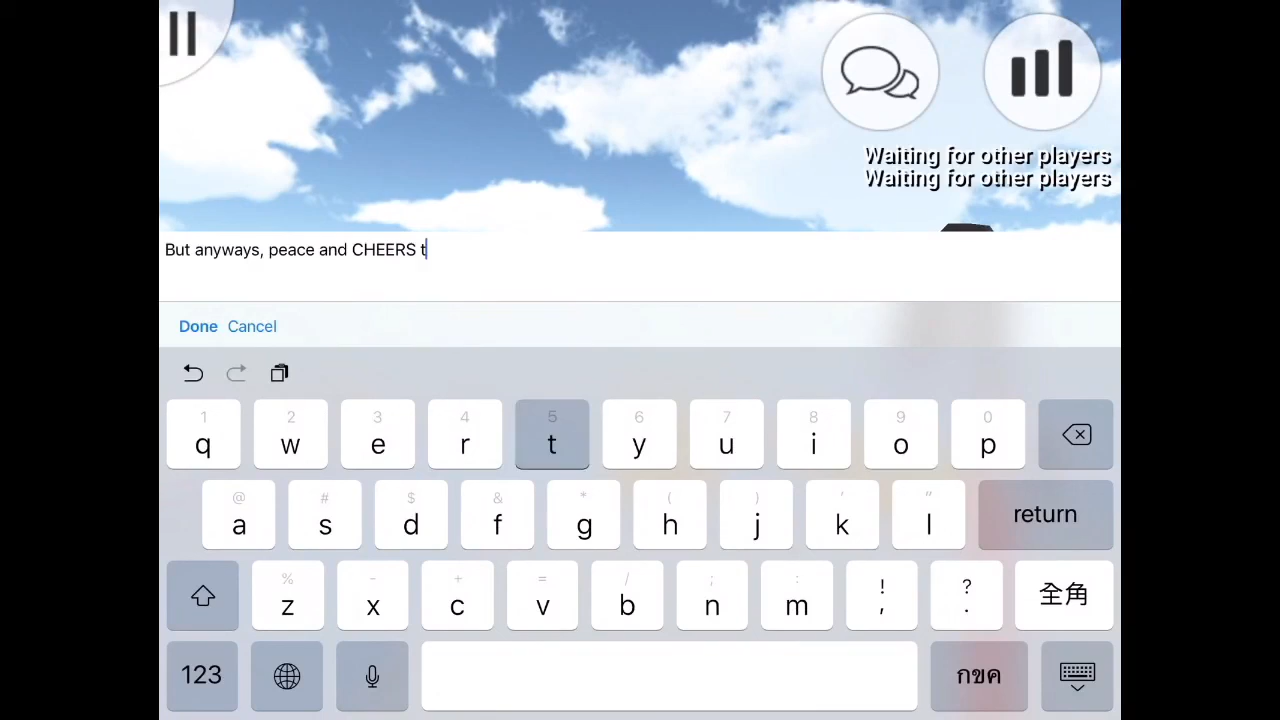 Waiting for other players
Waiting for other players
But anyways, peace and CHEERS t
Done Cancel
1 2 3 4 5 6 7 8 9 0
q w e r t y u i o p
@ # $ & * ( ) ' "
a s d f g h j k l return
% - + = / ; : ! ?
z x c v b n m , . 全角
123 กขค